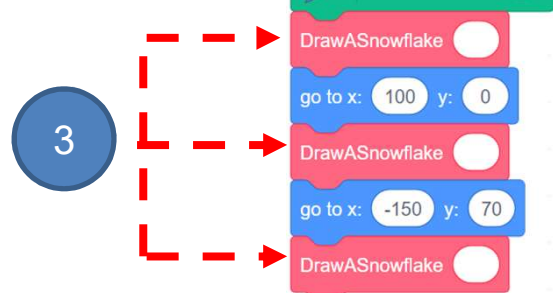 DrawASnowflake
go to x: 100 y: 0
3
DrawASnowflake
go to x: -150 y: 70
DrawASnowflake